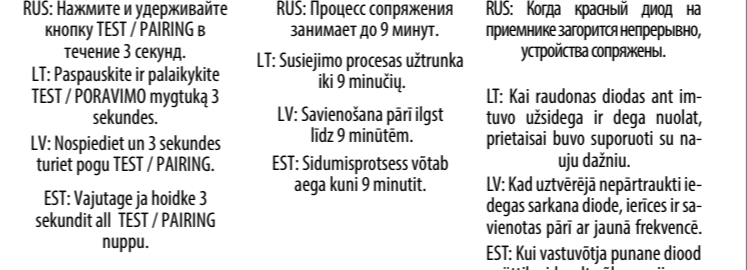 RUS: Нажмите и удерживайте
кнопку TEST / PAIRING в
течение 3 секунд.
LT: Paspauskite ir palaikykite
TEST / PORAVIMO mygtuką 3
sekundes.
LV: Nospiediet un 3 sekundes
turiet pogu TEST / PAIRING.
EST: Vajutage ja hoidke 3
sekundit all TEST / PAIRING
nuppu.
RUS: Процесс сопряжения
занимает до 9 минут.
LT: Susiejimo procesas užtrunka
iki 9 minučių.
LV: Savienošana pārī ilgst
līdz 9 minūtēm.
EST: Sidumisprotsess võtab
aega kuni 9 minutit.
RUS: Когда красный диод на
приемнике загорится непрерывно,
устройства сопряжены.
LT: Kai raudonas diodas ant im-
tuvo užsidega ir dega nuolat,
prietaisai buvo suporuoti su na-
uju dažniu.
LV: Kad uztvērējā nepārtraukti ie-
degas sarkana diode, ierīces ir sa-
vienotas pārī ar jaunā frekvencē.
EST: Kui vastuvõtja punane diood